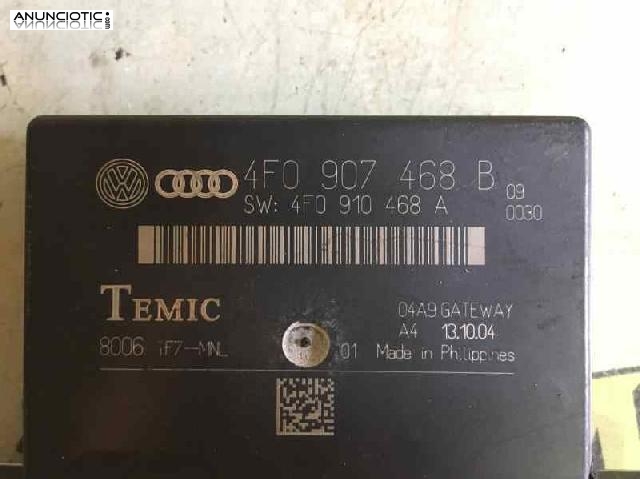 ANUNCIOTIC.com
4F0 907 468 B
SW: 4F0 910 468 A
09
0030
TEMIC
04A9 GATEWAY
A4 13.10.04
8006 01 Made in Philippines